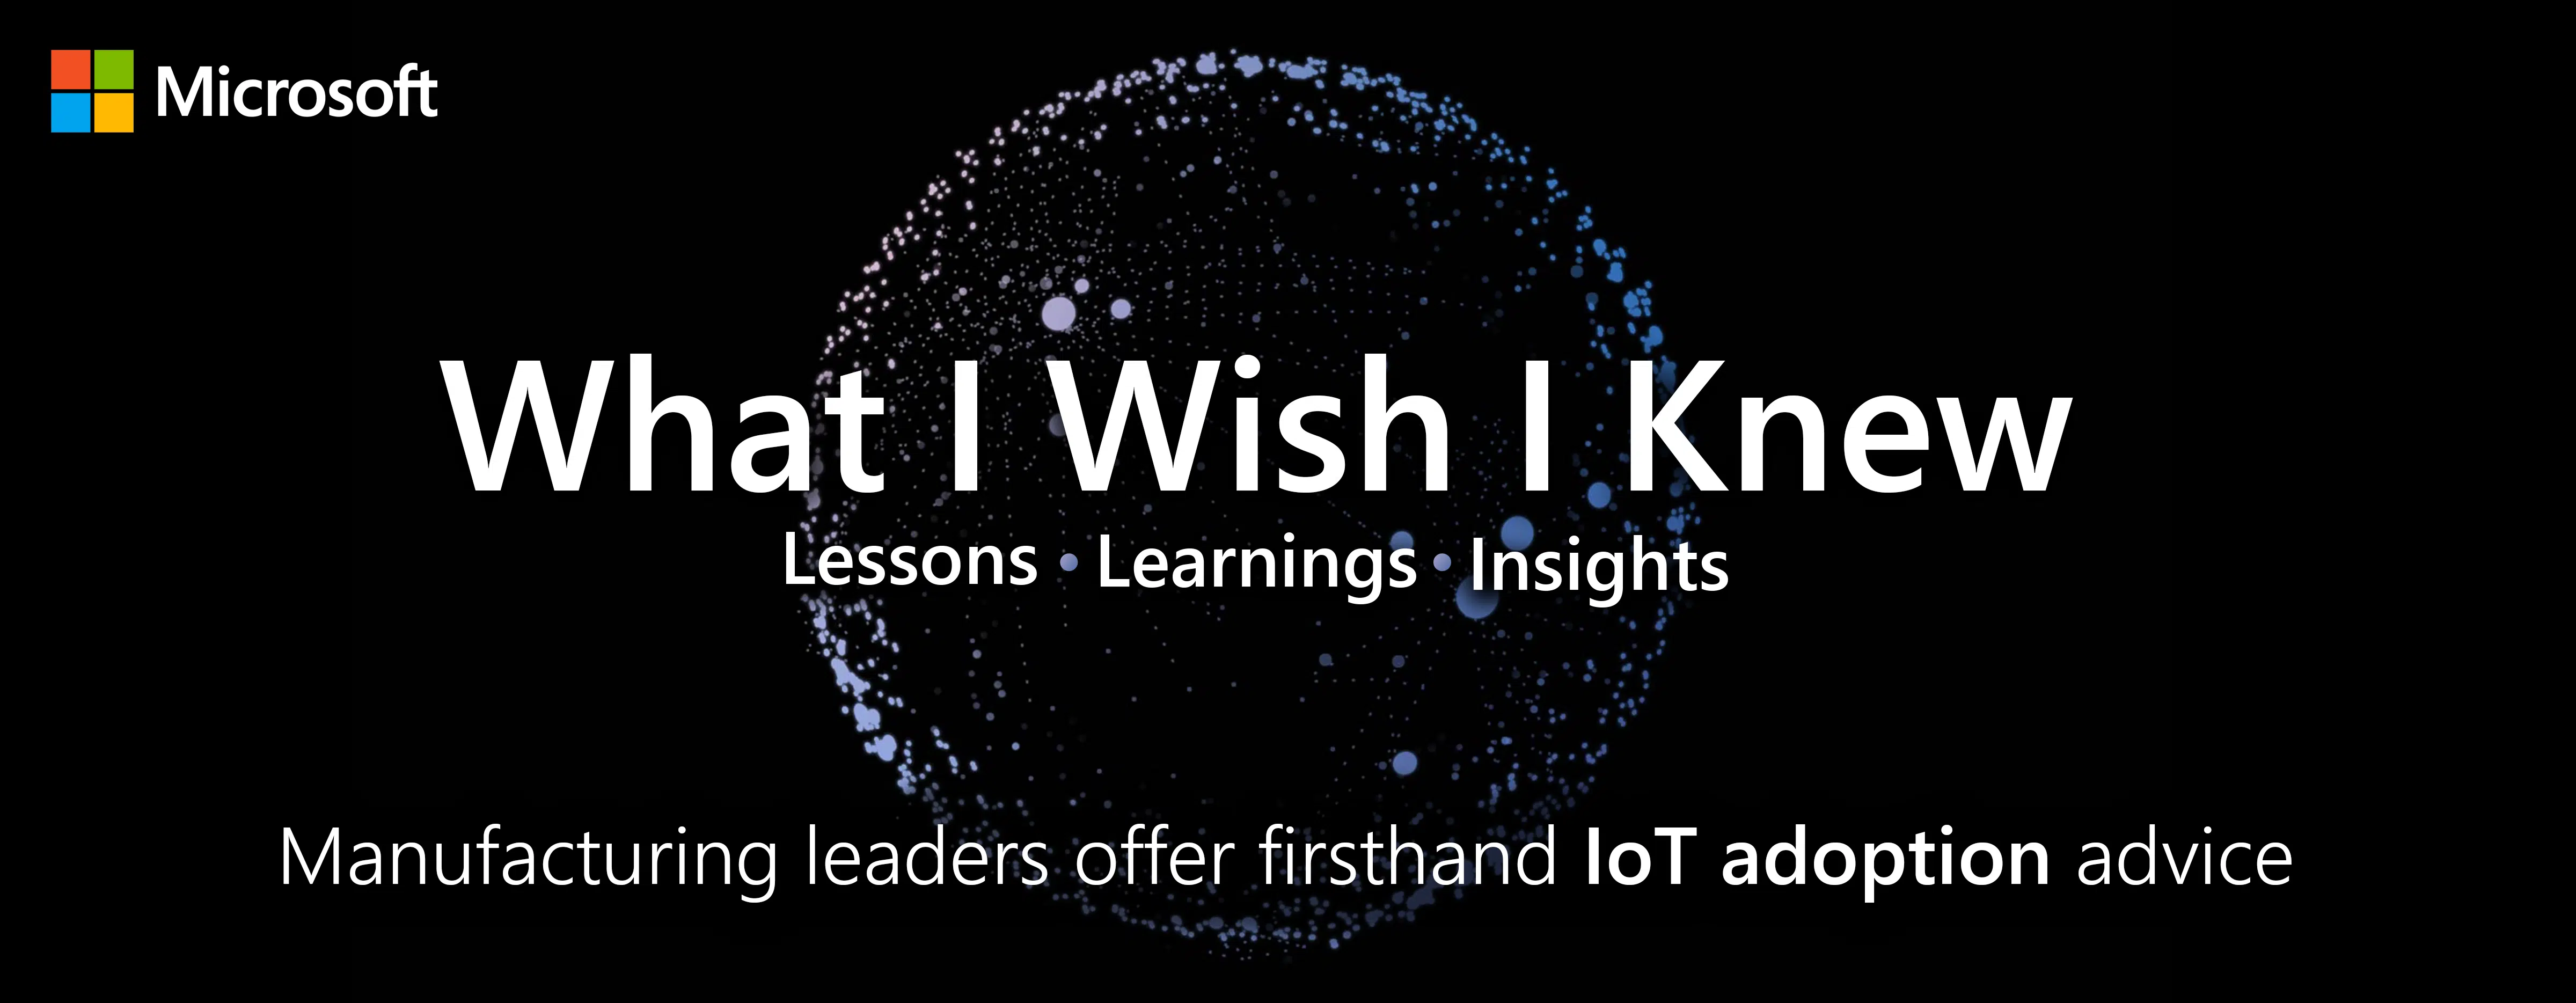 Microsoft
What I Wish I Knew
Lessons • Learnings • Insights
Manufacturing leaders offer firsthand IoT adoption advice